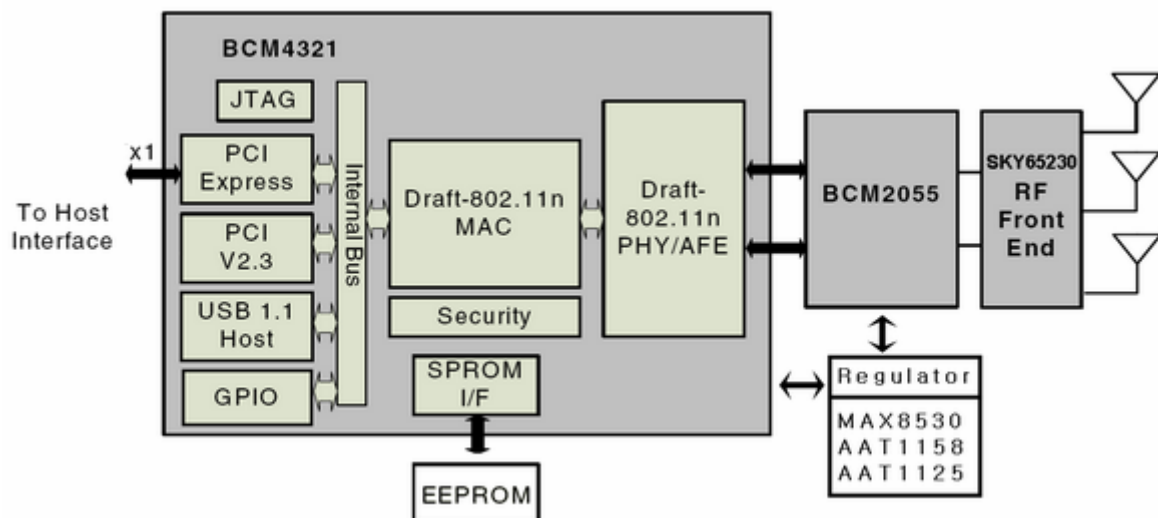 BCM4321
JTAG
x1
PCI
Express
To Host
Interface
PCI
V2.3
USB 1.1
Host
GPIO
Internal Bus
Draft-802.11n
MAC
Security
SPROM
I/F
EEPROM
Draft-
802.11n
PHY/AFE
BCM2055
SKY65230
RF
Front
End
Regulator
MAX8530
AAT1158
AAT1125